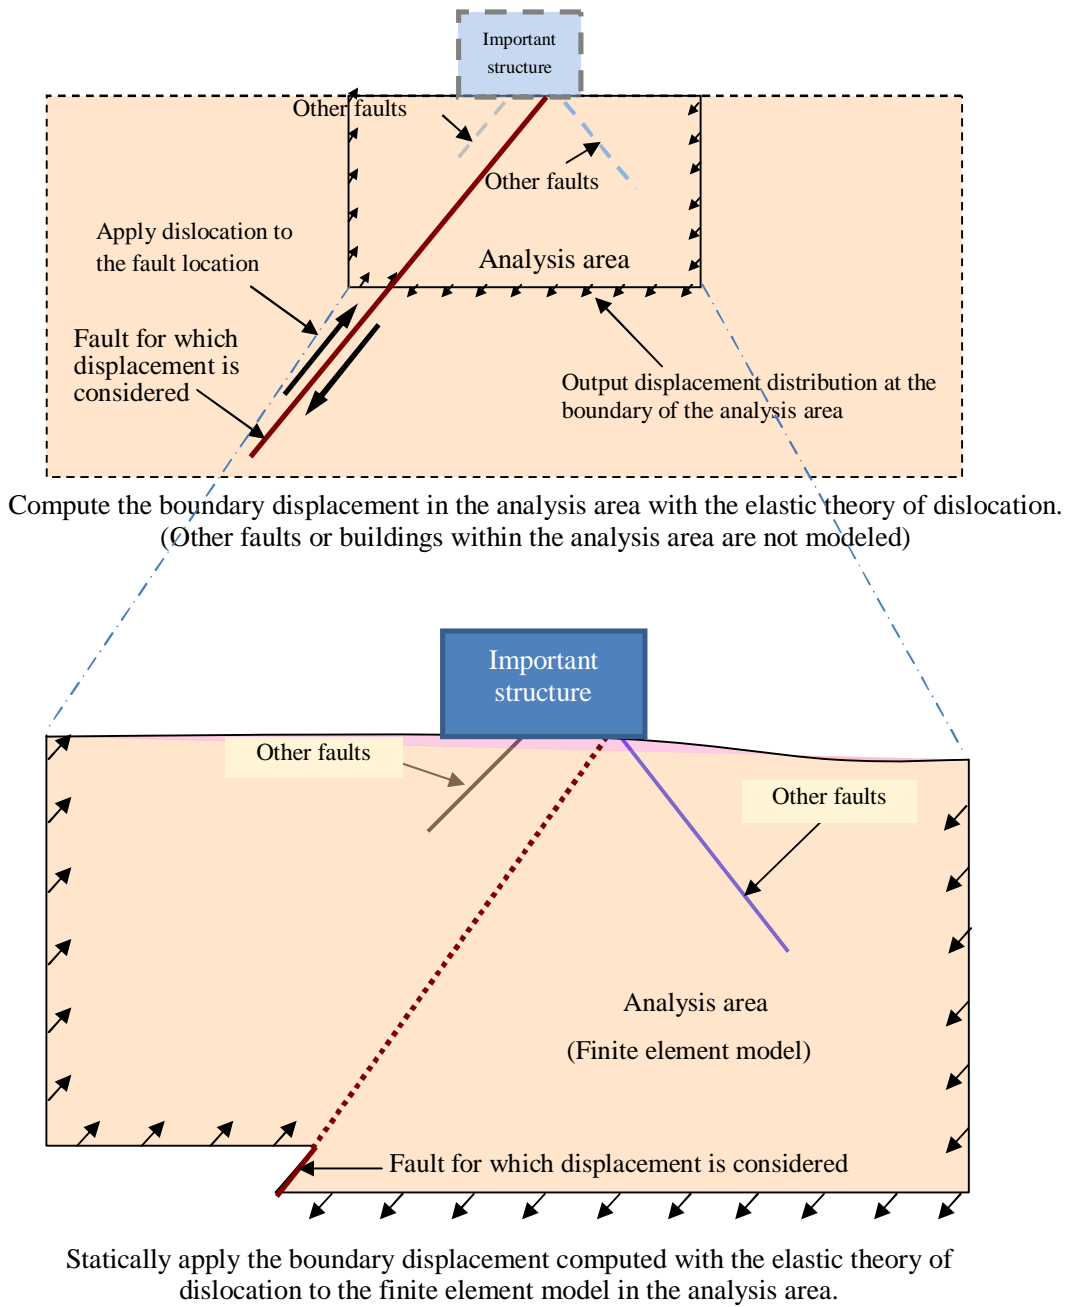 Important
structure
Other faults
Other faults
Apply dislocation to
the fault location
Analysis area
Fault for which
displacement is
considered
Output displacement distribution at the
boundary of the analysis area
Compute the boundary displacement in the analysis area with the elastic theory of dislocation.
(Other faults or buildings within the analysis area are not modeled)
Important
structure
Other faults
Other faults
Analysis area
(Finite element model)
Fault for which displacement is considered
Statically apply the boundary displacement computed with the elastic theory of
dislocation to the finite element model in the analysis area.